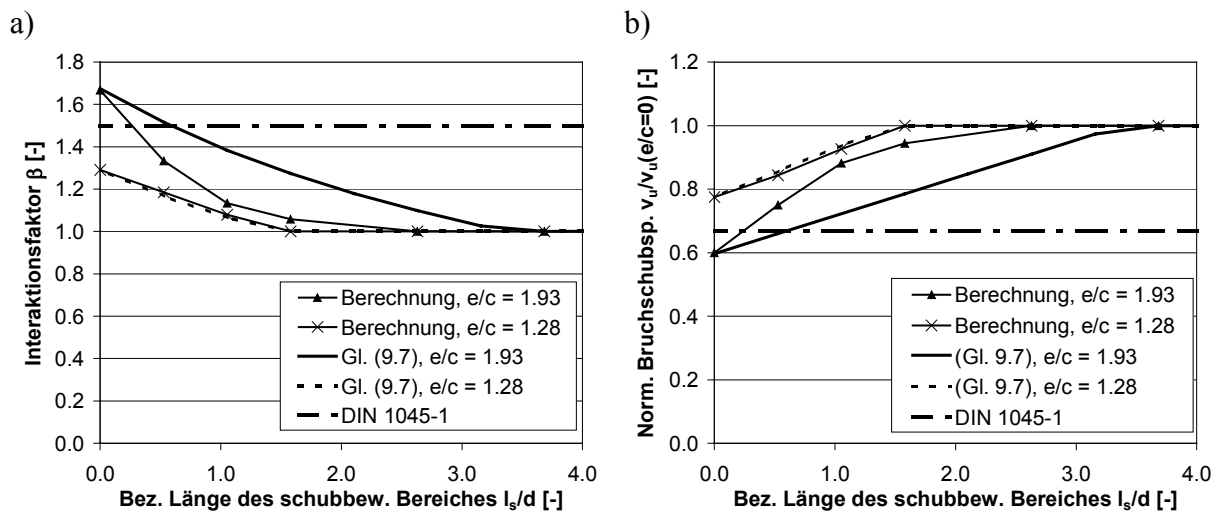 a)
Interaktionsfaktor β [-]
1.8
1.6
1.4
1.2
1.0
0.8
0.6
0.4
0.2
0.0
0.0 1.0 2.0 3.0 4.0
Bez. Länge des schubbew. Bereiches l_s/d [-]
Berechnung, e/c = 1.93
Berechnung, e/c = 1.28
Gl. (9.7), e/c = 1.93
Gl. (9.7), e/c = 1.28
DIN 1045-1
b)
Norm. Bruchschubsp. v_u/v_u(e/c=0) [-]
1.2
1.0
0.8
0.6
0.4
0.2
0.0
0.0 1.0 2.0 3.0 4.0
Bez. Länge des schubbew. Bereiches l_s/d [-]
Berechnung, e/c = 1.93
Berechnung, e/c = 1.28
(Gl. 9.7), e/c = 1.93
(Gl. 9.7), e/c = 1.28
DIN 1045-1